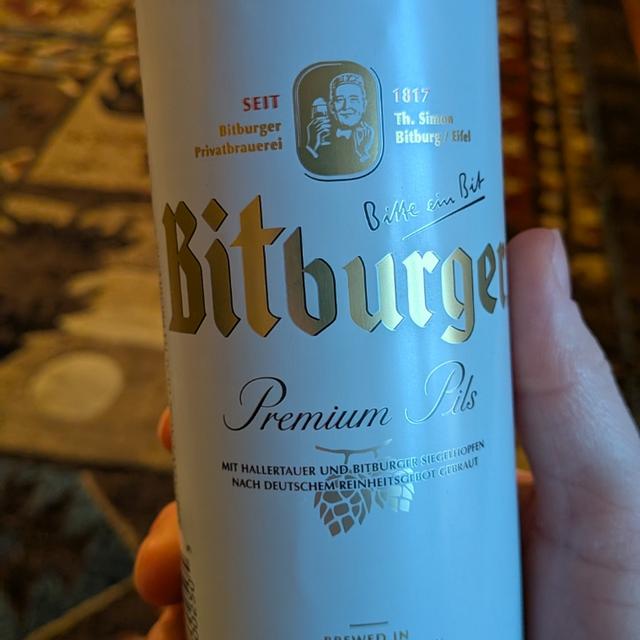 SEIT 1817
Bitburger Th. Simon
Privatbrauerei Bitburg / Eifel
Bitte ein Bit
Bitburger
Premium Pils
MIT HALLERTAUER UND BITBURGER SIEGELHOPFEN
NACH DEUTSCHEM REINHEITSGEBOT GEBRAUT
BREWED IN